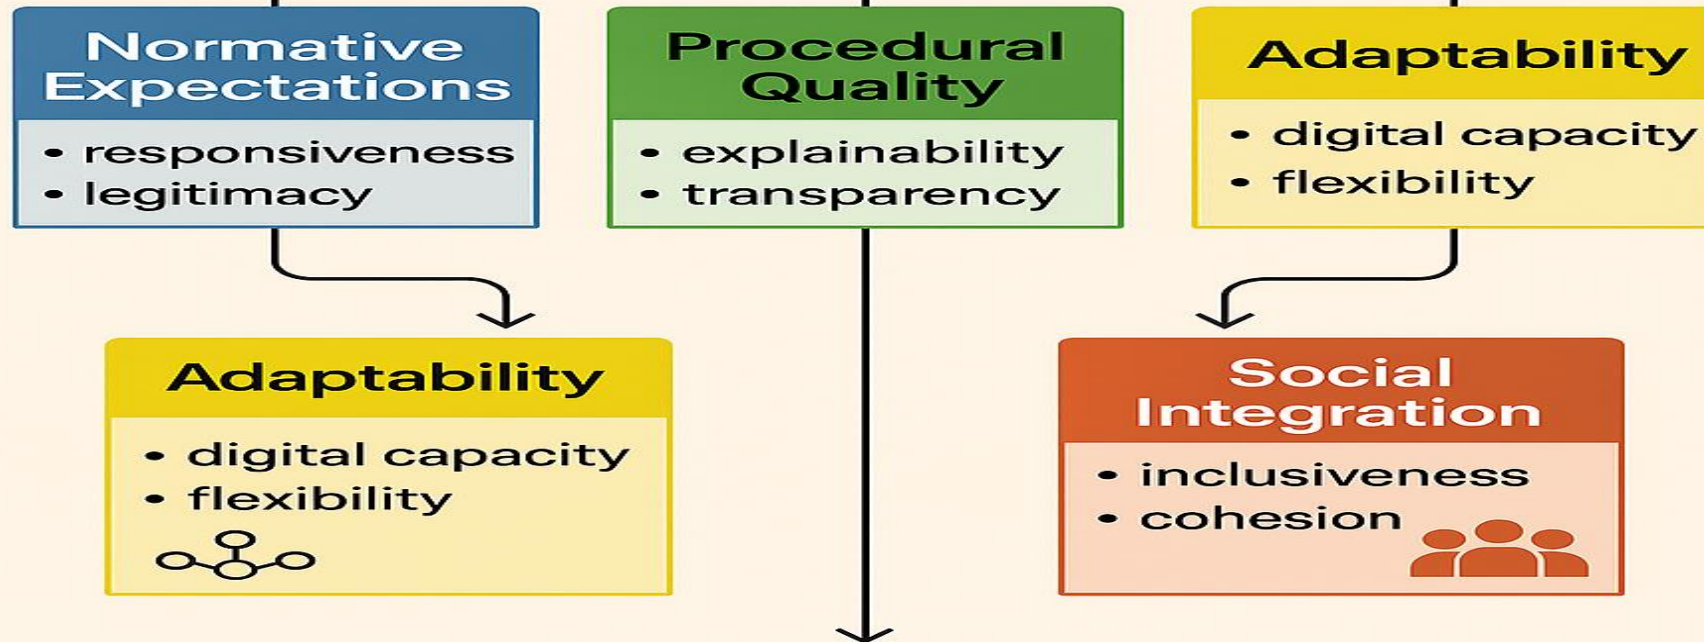 Normative
Expectations
• responsiveness
• legitimacy
Procedural
Quality
• explainability
• transparency
Adaptability
• digital capacity
• flexibility
Adaptability
• digital capacity
• flexibility
Social
Integration
• inclusiveness
• cohesion